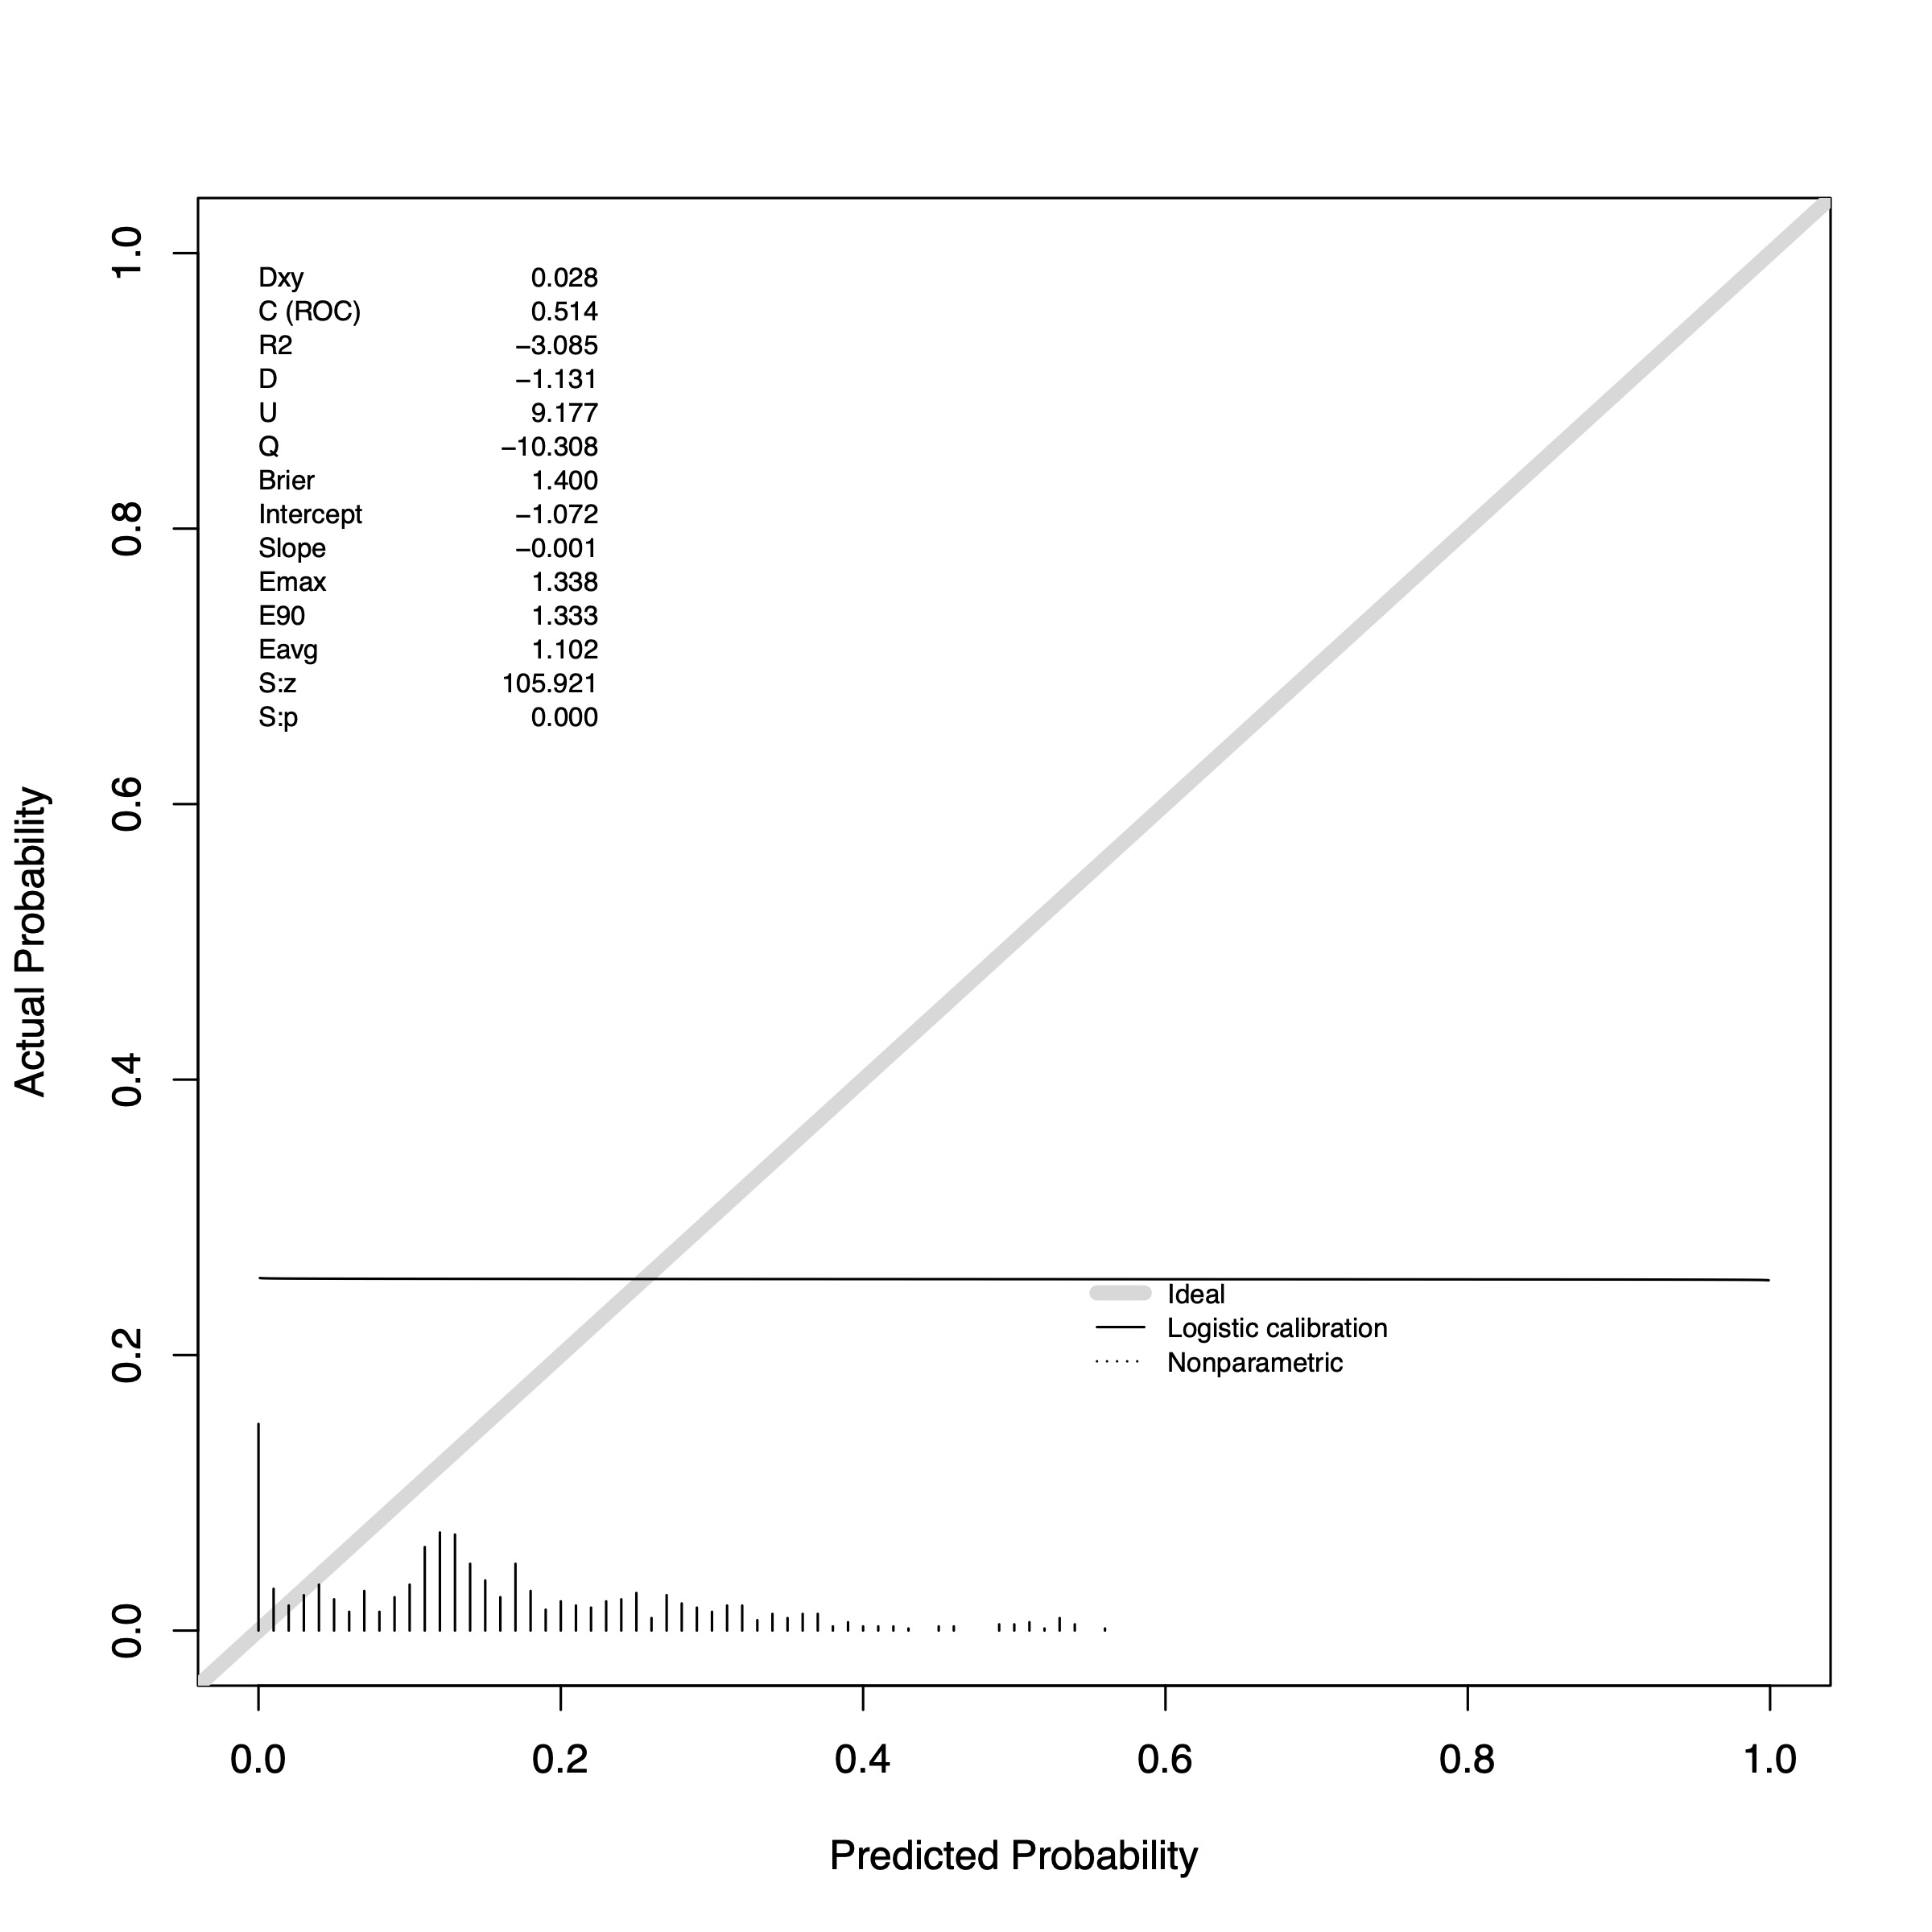 1.0
0.8
0.6
0.4
0.2
0.0
Actual Probability
Dxy 0.028
C (ROC) 0.514
R2 −3.085
D −1.131
U 9.177
Q −10.308
Brier 1.400
Intercept −1.072
Slope −0.001
Emax 1.338
E90 1.333
Eavg 1.102
S:z 105.921
S:p 0.000
Ideal
Logistic calibration
Nonparametric
0.0 0.2 0.4 0.6 0.8 1.0
Predicted Probability